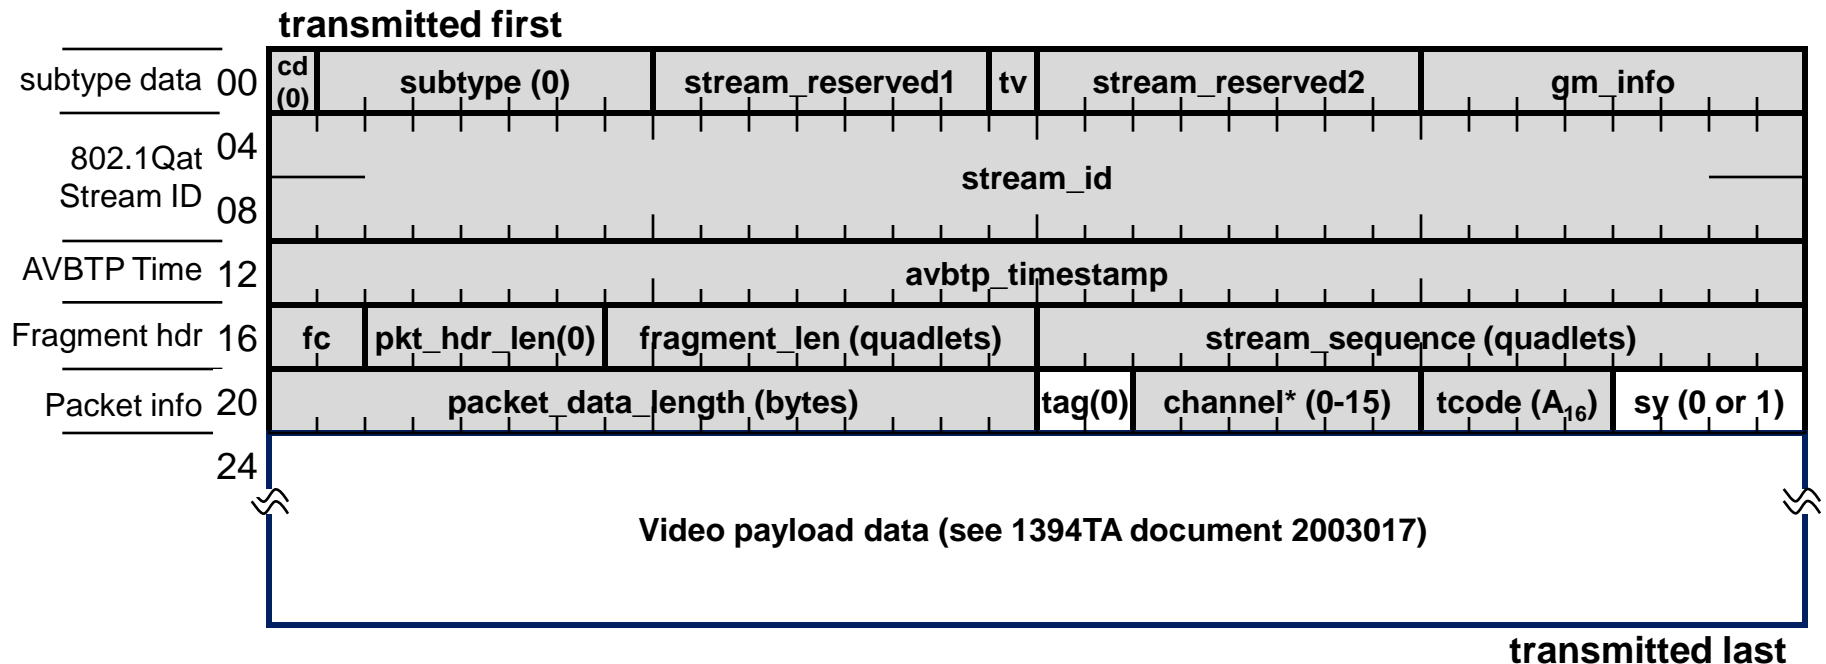 transmitted first
subtype data 00 cd (0) subtype (0) stream_reserved1 tv stream_reserved2 gm_info
802.1Qat Stream ID 04 08 stream_id
AVBTP Time 12 avbtp_timestamp
Fragment hdr 16 fc pkt_hdr_len(0) fragment_len (quadlets) stream_sequence (quadlets)
Packet info 20 packet_data_length (bytes) tag(0) channel* (0-15) tcode (A16) sy (0 or 1)
24
Video payload data (see 1394TA document 2003017)
transmitted last